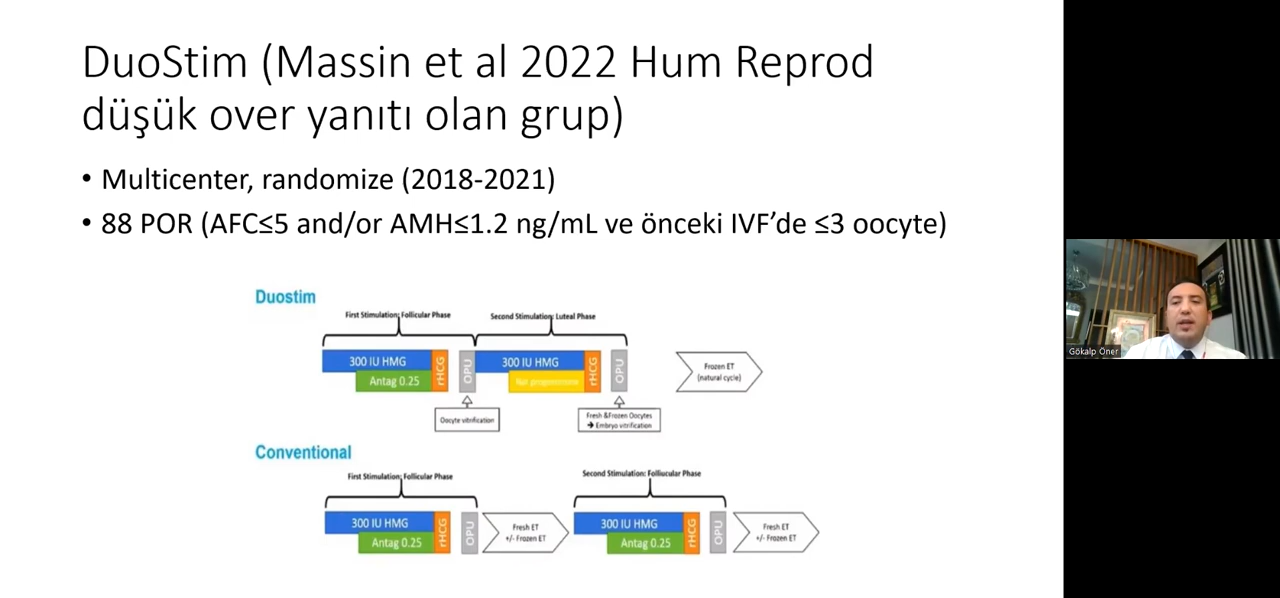 DuoStim (Massin et al 2022 Hum Reprod
düşük over yanıtı olan grup)
• Multicenter, randomize (2018-2021)
• 88 POR (AFC≤5 and/or AMH≤1.2 ng/mL ve önceki IVF’de ≤3 oocyte)
Duostim
First Stimulation: Follicular Phase
Second Stimulation: Luteal Phase
300 IU HMG
Antag 0.25
rHCG
OPU
300 IU HMG
rHCG
OPU
Frozen ET
(natural cycle)
Oocyte vitrification
Fresh &Frozen Oocytes
→ Embryo vitrification
Conventional
First Stimulation: Follicular Phase
Second Stimulation: Folliucular Phase
300 IU HMG
Antag 0.25
rHCG
OPU
Fresh ET
+/- Frozen ET
300 IU HMG
Antag 0.25
rHCG
OPU
Fresh ET
+/- Frozen ET
Gökalp Öner